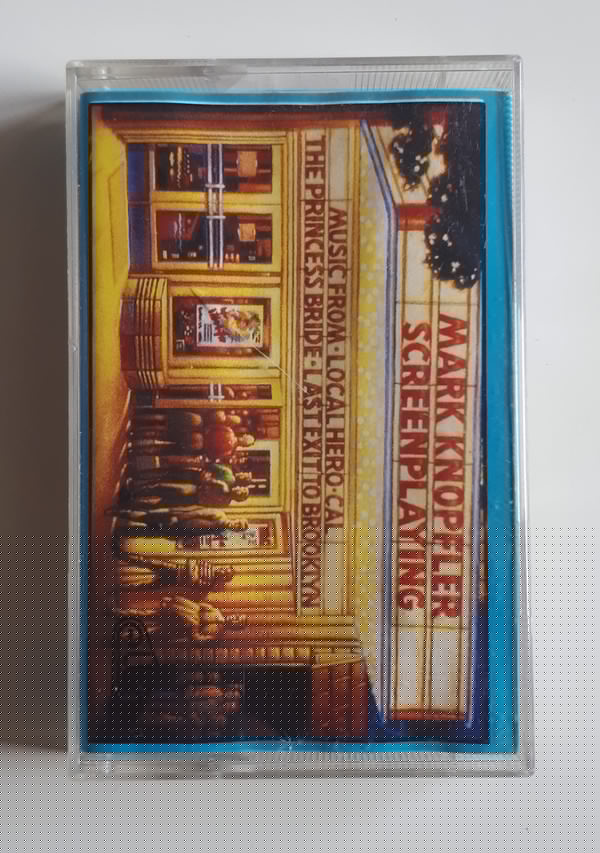 MARK KNOPFLER
SCREENPLAYING
MUSIC FROM · LOCAL HERO · CAL
THE PRINCESS BRIDE · LAST EXIT TO BROOKLYN